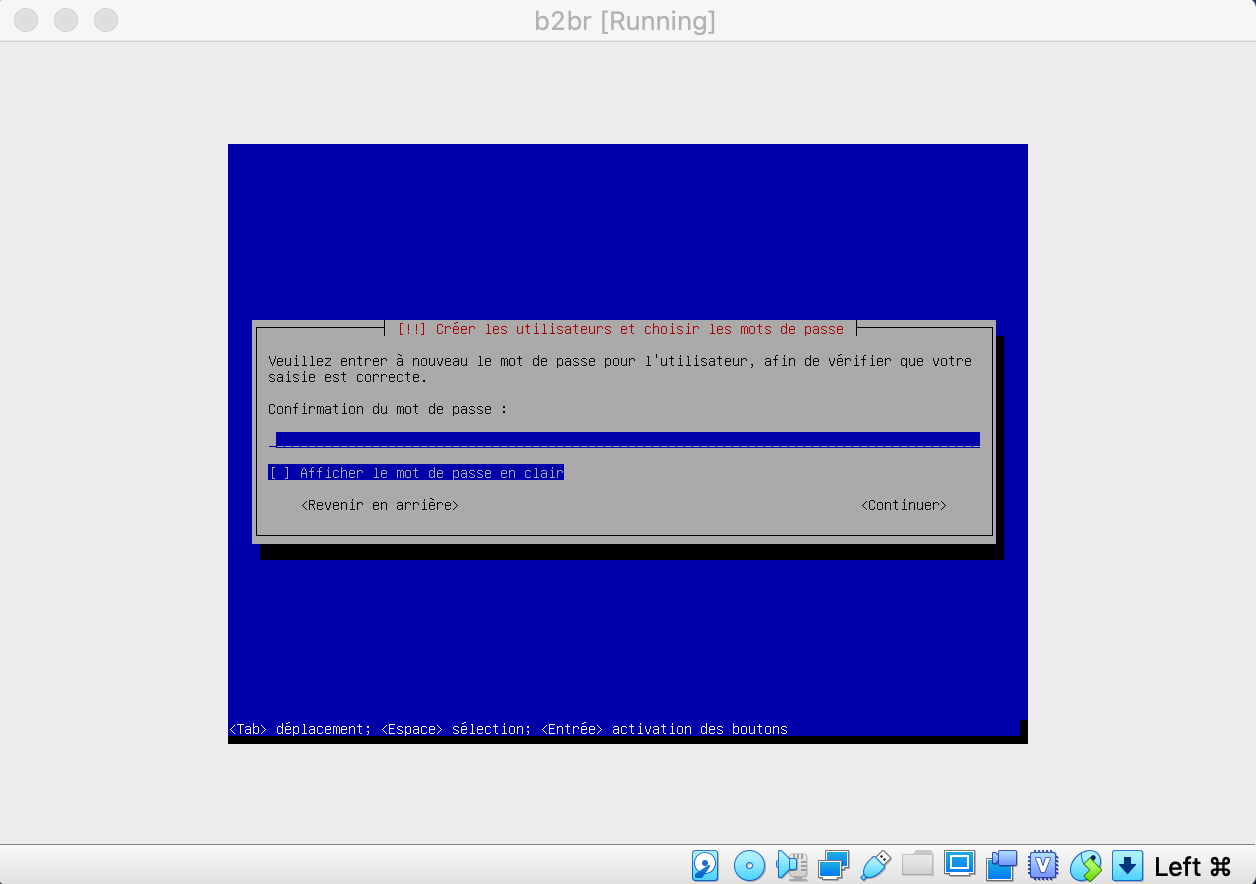 b2br [Running]
[!!] Créer les utilisateurs et choisir les mots de passe
Veuillez entrer à nouveau le mot de passe pour l'utilisateur, afin de vérifier que votre
saisie est correcte.
Confirmation du mot de passe :
[ ] Afficher le mot de passe en clair
<Revenir en arrière> <Continuer>
<Tab> déplacement; <Espace> sélection; <Entrée> activation des boutons
V
Left ⌘